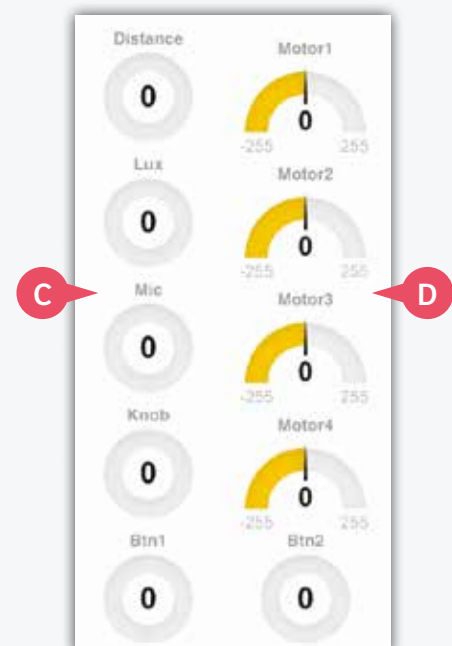 Distance
0
Motor1
0
-255 255
Lux
0
Motor2
0
-255 255
C
Mic
0
D
Motor3
0
-255 255
Knob
0
Motor4
0
-255 255
Btn1
0
Btn2
0